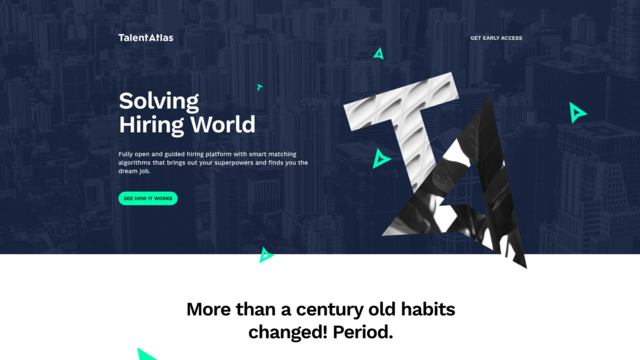 TalentAtlas
GET EARLY ACCESS
Solving
Hiring World
Fully open and guided hiring platform with smart matching
algorithms that brings out your superpowers and finds you the
dream job.
SEE HOW IT WORKS
TA
More than a century old habits
changed! Period.